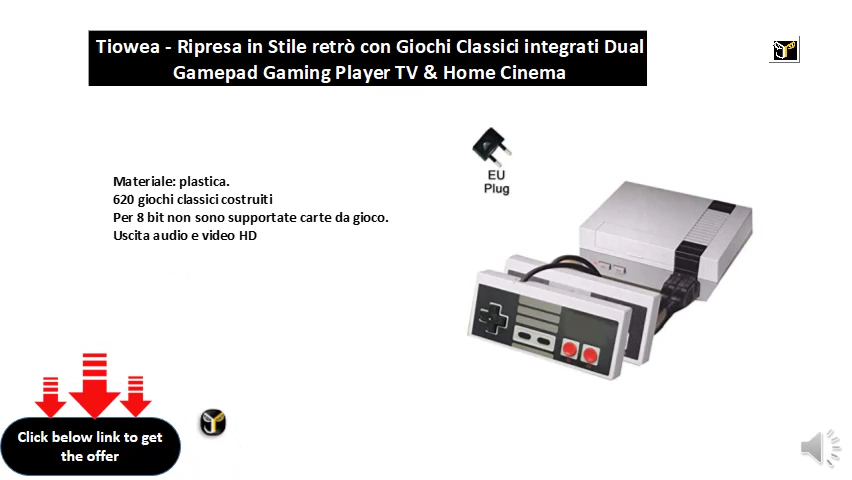 Tiowea - Ripresa in Stile retrò con Giochi Classici integrati Dual
Gamepad Gaming Player TV & Home Cinema
EU
Plug
Materiale: plastica.
620 giochi classici costruiti
Per 8 bit non sono supportate carte da gioco.
Uscita audio e video HD
Click below link to get
the offer